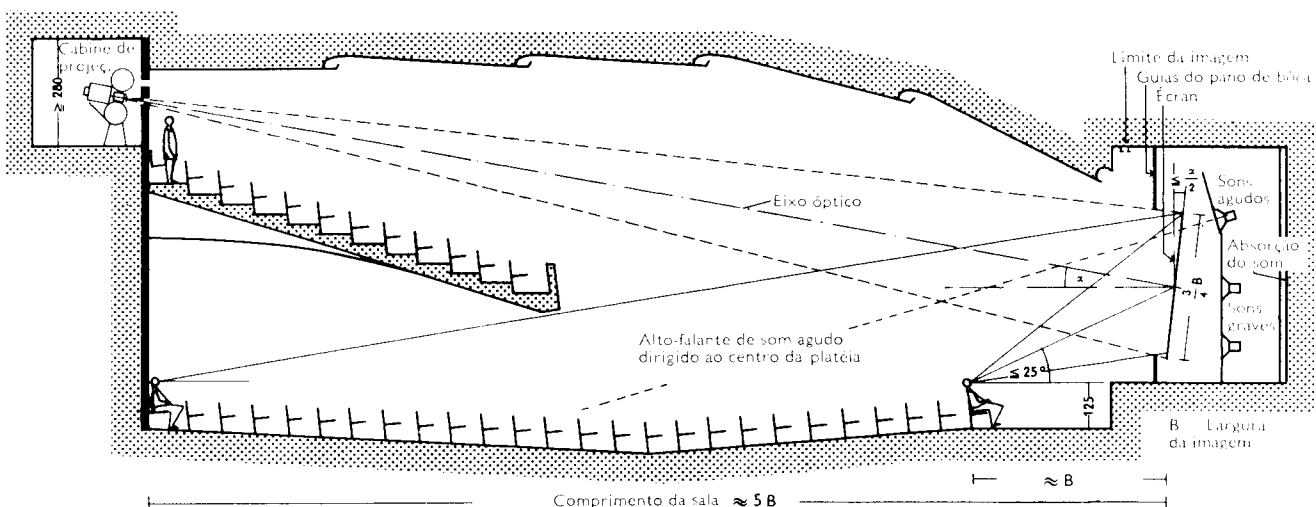 Cabine de
projeç.
≧ 280
Limite da imagem
Guias do pano de bôca
Écran
≦ α/2
Sons
agudos
Eixo óptico
Absorção
do som
α
3/4 B
Sons
graves
Alto-falante de som agudo
dirigido ao centro da platéia
≦ 25°
125
B Largura
da imagem
≈ B
Comprimento da sala ≈ 5 B